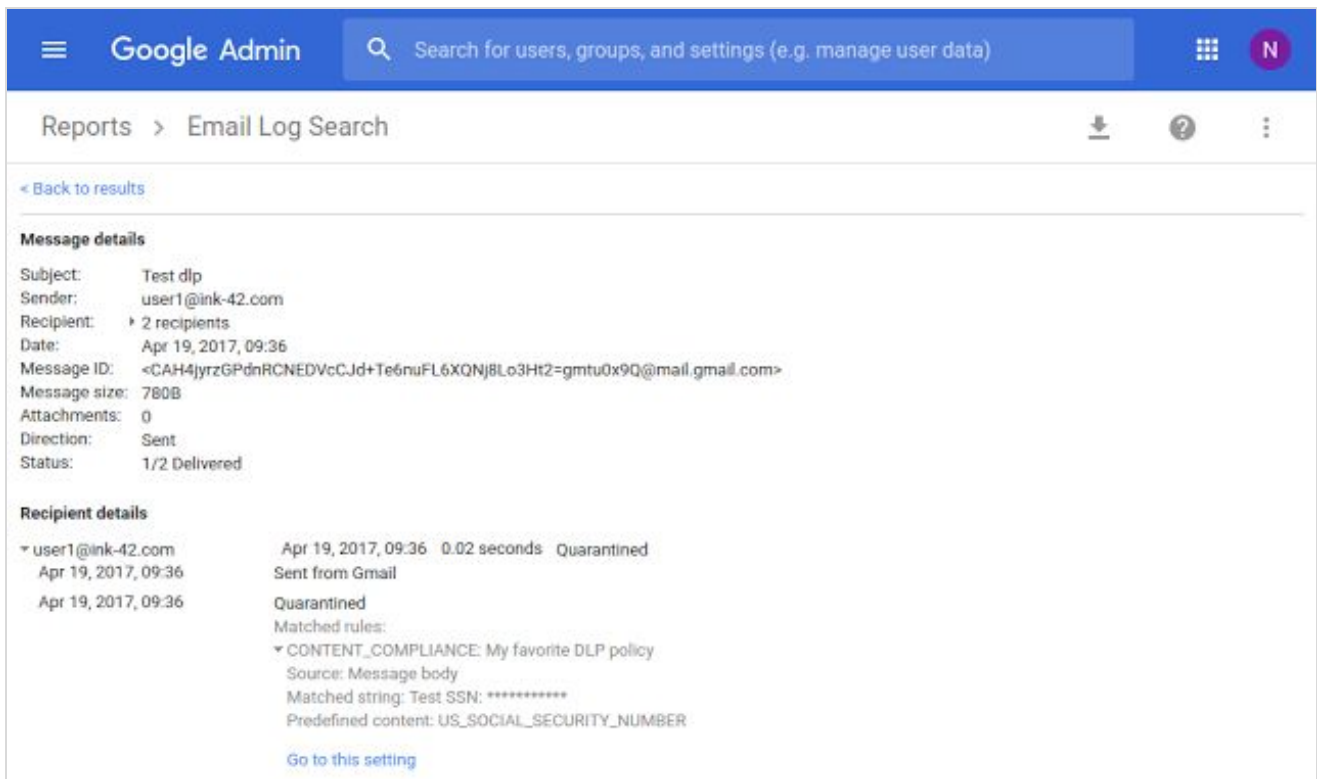 Google Admin
Search for users, groups, and settings (e.g. manage user data)
N
Reports > Email Log Search
< Back to results
Message details
Subject: Test dlp
Sender: user1@ink-42.com
Recipient: 2 recipients
Date: Apr 19, 2017, 09:36
Message ID: <CAH4jyrzGPdnRCNEDVcCJd+Te6nuFL6XQNj8Lo3Ht2=gmtu0x9Q@mail.gmail.com>
Message size: 780B
Attachments: 0
Direction: Sent
Status: 1/2 Delivered
Recipient details
user1@ink-42.com Apr 19, 2017, 09:36 0.02 seconds Quarantined
Apr 19, 2017, 09:36 Sent from Gmail
Apr 19, 2017, 09:36 Quarantined
Matched rules:
CONTENT_COMPLIANCE: My favorite DLP policy
Source: Message body
Matched string: Test SSN: ***********
Predefined content: US_SOCIAL_SECURITY_NUMBER
Go to this setting